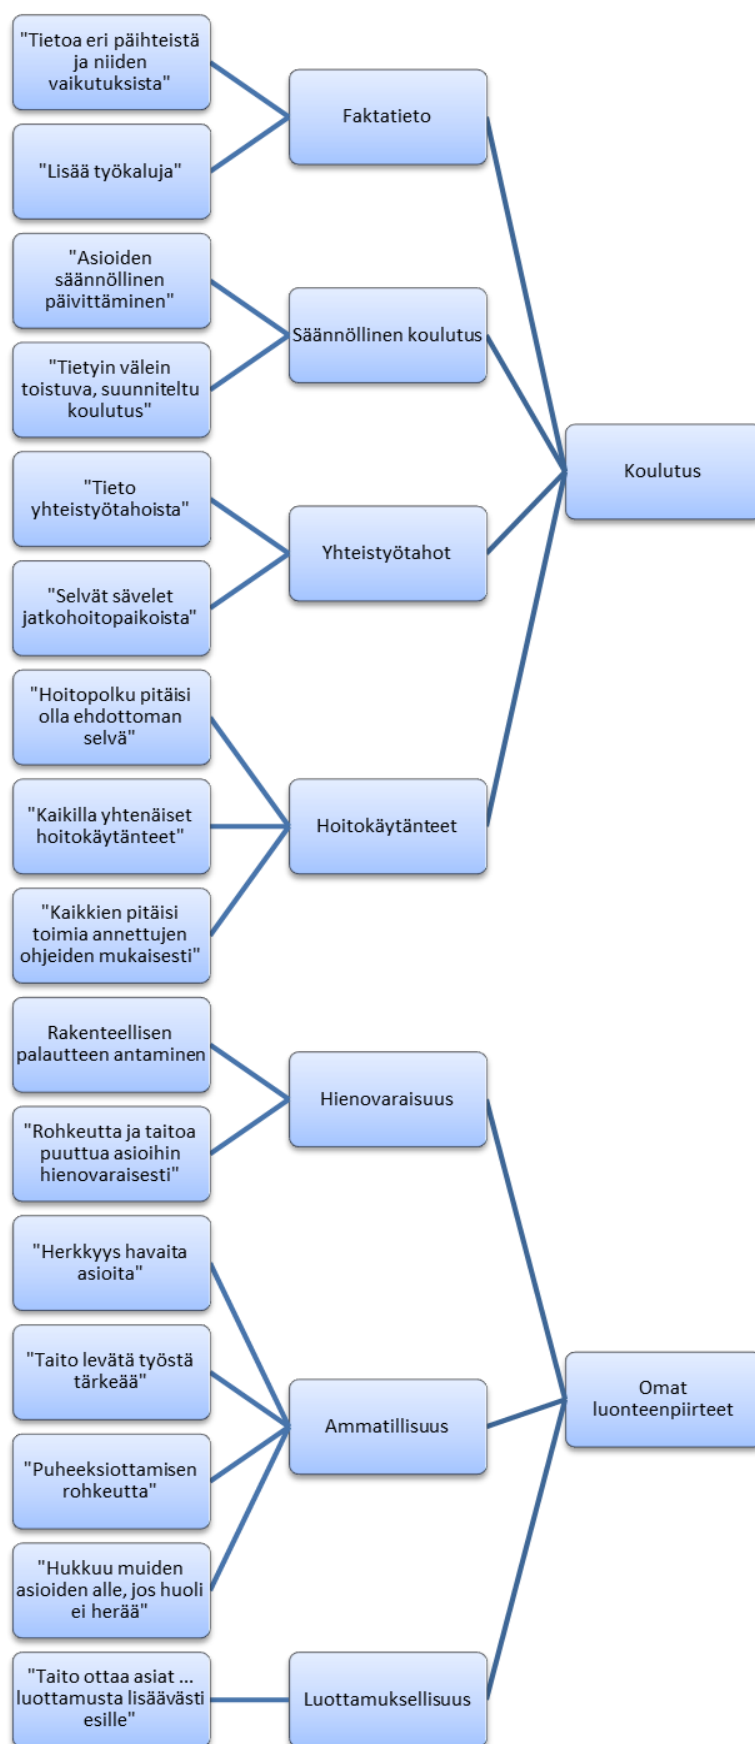 "Tietoa eri päihteistä
ja niiden
vaikutuksista"
"Lisää työkaluja"
Faktatieto
"Asioiden
säännöllinen
päivittäminen"
"Tietyin välein
toistuva, suunniteltu
koulutus"
Säännöllinen koulutus
"Tieto
yhteistyötahoista"
"Selvät sävelet
jatkohoitopaikoista"
Yhteistyötahot
"Hoitopolku pitäisi
olla ehdottoman
selvä"
"Kaikilla yhtenäiset
hoitokäytänteet"
"Kaikkien pitäisi
toimia annettujen
ohjeiden mukaisesti"
Hoitokäytänteet
Koulutus
Rakenteellisen
palautteen antaminen
"Rohkeutta ja taitoa
puuttua asioihin
hienovaraisesti"
Hienovaraisuus
"Herkkyys havaita
asioita"
"Taito levätä työstä
tärkeää"
"Puheeksiottamisen
rohkeutta"
"Hukkuu muiden
asioiden alle, jos huoli
ei herää"
Ammatillisuus
"Taito ottaa asiat ...
luottamusta lisäävästi
esille"
Luottamuksellisuus
Omat
luonteenpiirteet